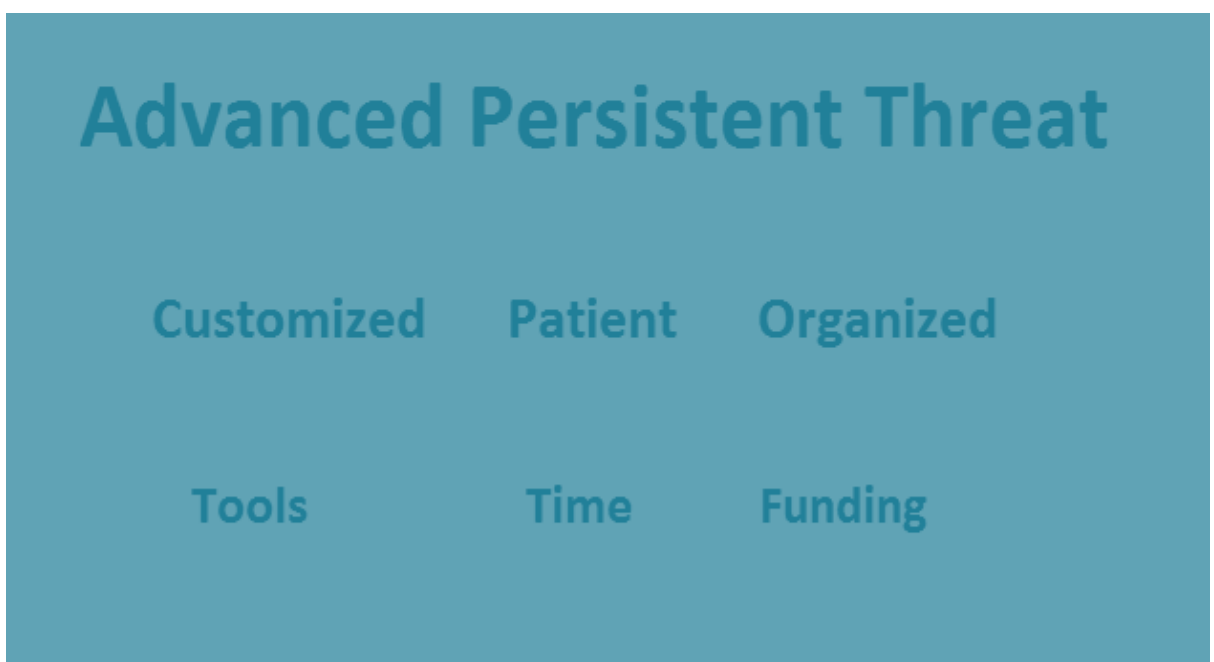 Advanced Persistent Threat
Customized Patient Organized
Tools Time Funding